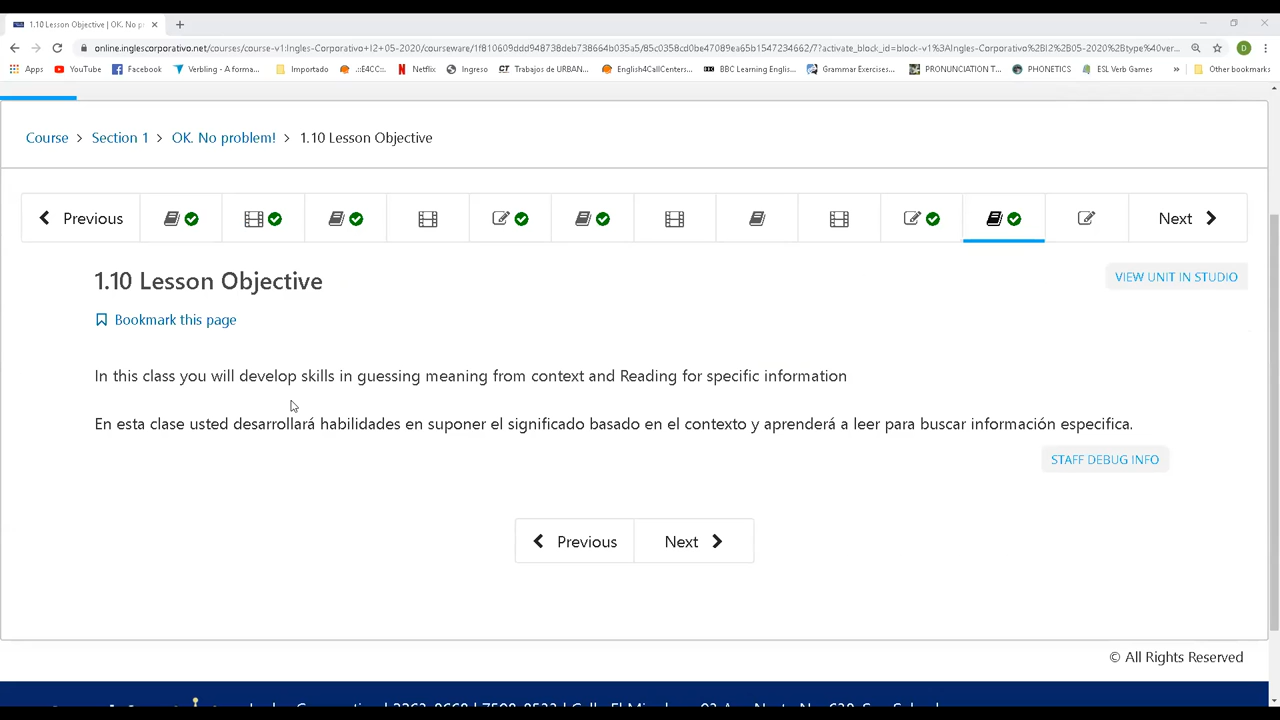 1.10 Lesson Objective | OK. No p
online.inglescorporativo.net/courses/course-v1:Ingles-Corporativo+I2+05-2020/courseware/1f810609ddd948738deb738664b035a5/85c0358cd0be47089ea65b1547234662/7?activate_block_id=block-v1%3AIngles-Corporativo%2BI2%2B05-2020%2Btype%40ver...
Apps YouTube Facebook Verbling - A forma... Importado .::E4CC::. Netflix Ingreso Trabajos de URBAN... English4CallCenters... BBC Learning Englis... Grammar Exercises... PRONUNCIATION T... PHONETICS ESL Verb Games » Other bookmarks
Course > Section 1 > OK. No problem! > 1.10 Lesson Objective
Previous Next
1.10 Lesson Objective
VIEW UNIT IN STUDIO
Bookmark this page
In this class you will develop skills in guessing meaning from context and Reading for specific information
En esta clase usted desarrollará habilidades en suponer el significado basado en el contexto y aprenderá a leer para buscar información especifica.
STAFF DEBUG INFO
Previous Next
© All Rights Reserved